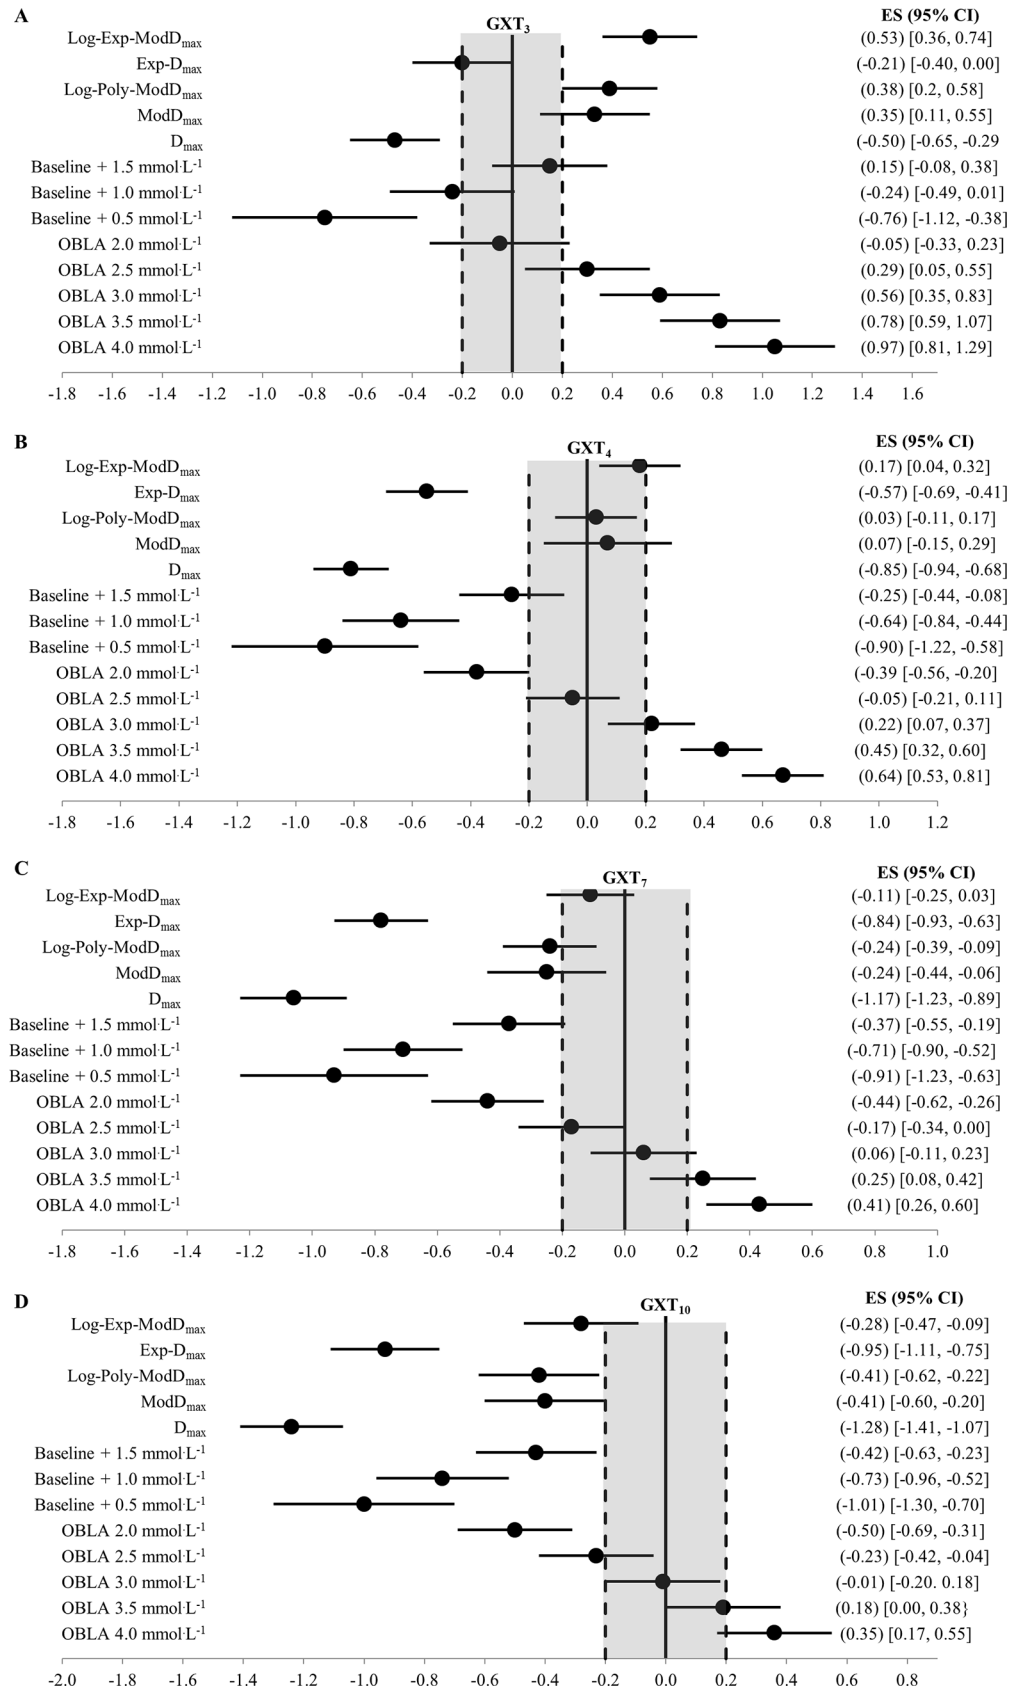 A
GXT3
ES (95% CI)
Log-Exp-ModDmax (0.53) [0.36, 0.74]
Exp-Dmax (-0.21) [-0.40, 0.00]
Log-Poly-ModDmax (0.38) [0.2, 0.58]
ModDmax (0.35) [0.11, 0.55]
Dmax (-0.50) [-0.65, -0.29
Baseline + 1.5 mmol·L-1 (0.15) [-0.08, 0.38]
Baseline + 1.0 mmol·L-1 (-0.24) [-0.49, 0.01]
Baseline + 0.5 mmol·L-1 (-0.76) [-1.12, -0.38]
OBLA 2.0 mmol·L-1 (-0.05) [-0.33, 0.23]
OBLA 2.5 mmol·L-1 (0.29) [0.05, 0.55]
OBLA 3.0 mmol·L-1 (0.56) [0.35, 0.83]
OBLA 3.5 mmol·L-1 (0.78) [0.59, 1.07]
OBLA 4.0 mmol·L-1 (0.97) [0.81, 1.29]
-1.8 -1.6 -1.4 -1.2 -1.0 -0.8 -0.6 -0.4 -0.2 0.0 0.2 0.4 0.6 0.8 1.0 1.2 1.4 1.6
B
GXT4
ES (95% CI)
Log-Exp-ModDmax (0.17) [0.04, 0.32]
Exp-Dmax (-0.57) [-0.69, -0.41]
Log-Poly-ModDmax (0.03) [-0.11, 0.17]
ModDmax (0.07) [-0.15, 0.29]
Dmax (-0.85) [-0.94, -0.68]
Baseline + 1.5 mmol·L-1 (-0.25) [-0.44, -0.08]
Baseline + 1.0 mmol·L-1 (-0.64) [-0.84, -0.44]
Baseline + 0.5 mmol·L-1 (-0.90) [-1.22, -0.58]
OBLA 2.0 mmol·L-1 (-0.39) [-0.56, -0.20]
OBLA 2.5 mmol·L-1 (-0.05) [-0.21, 0.11]
OBLA 3.0 mmol·L-1 (0.22) [0.07, 0.37]
OBLA 3.5 mmol·L-1 (0.45) [0.32, 0.60]
OBLA 4.0 mmol·L-1 (0.64) [0.53, 0.81]
-1.8 -1.6 -1.4 -1.2 -1.0 -0.8 -0.6 -0.4 -0.2 0.0 0.2 0.4 0.6 0.8 1.0 1.2
C
GXT7
ES (95% CI)
Log-Exp-ModDmax (-0.11) [-0.25, 0.03]
Exp-Dmax (-0.84) [-0.93, -0.63]
Log-Poly-ModDmax (-0.24) [-0.39, -0.09]
ModDmax (-0.24) [-0.44, -0.06]
Dmax (-1.17) [-1.23, -0.89]
Baseline + 1.5 mmol·L-1 (-0.37) [-0.55, -0.19]
Baseline + 1.0 mmol·L-1 (-0.71) [-0.90, -0.52]
Baseline + 0.5 mmol·L-1 (-0.91) [-1.23, -0.63]
OBLA 2.0 mmol·L-1 (-0.44) [-0.62, -0.26]
OBLA 2.5 mmol·L-1 (-0.17) [-0.34, 0.00]
OBLA 3.0 mmol·L-1 (0.06) [-0.11, 0.23]
OBLA 3.5 mmol·L-1 (0.25) [0.08, 0.42]
OBLA 4.0 mmol·L-1 (0.41) [0.26, 0.60]
-1.8 -1.6 -1.4 -1.2 -1.0 -0.8 -0.6 -0.4 -0.2 0.0 0.2 0.4 0.6 0.8 1.0
D
GXT10
ES (95% CI)
Log-Exp-ModDmax (-0.28) [-0.47, -0.09]
Exp-Dmax (-0.95) [-1.11, -0.75]
Log-Poly-ModDmax (-0.41) [-0.62, -0.22]
ModDmax (-0.41) [-0.60, -0.20]
Dmax (-1.28) [-1.41, -1.07]
Baseline + 1.5 mmol·L-1 (-0.42) [-0.63, -0.23]
Baseline + 1.0 mmol·L-1 (-0.73) [-0.96, -0.52]
Baseline + 0.5 mmol·L-1 (-1.01) [-1.30, -0.70]
OBLA 2.0 mmol·L-1 (-0.50) [-0.69, -0.31]
OBLA 2.5 mmol·L-1 (-0.23) [-0.42, -0.04]
OBLA 3.0 mmol·L-1 (-0.01) [-0.20. 0.18]
OBLA 3.5 mmol·L-1 (0.18) [0.00, 0.38}
OBLA 4.0 mmol·L-1 (0.35) [0.17, 0.55]
-2.0 -1.8 -1.6 -1.4 -1.2 -1.0 -0.8 -0.6 -0.4 -0.2 0.0 0.2 0.4 0.6 0.8